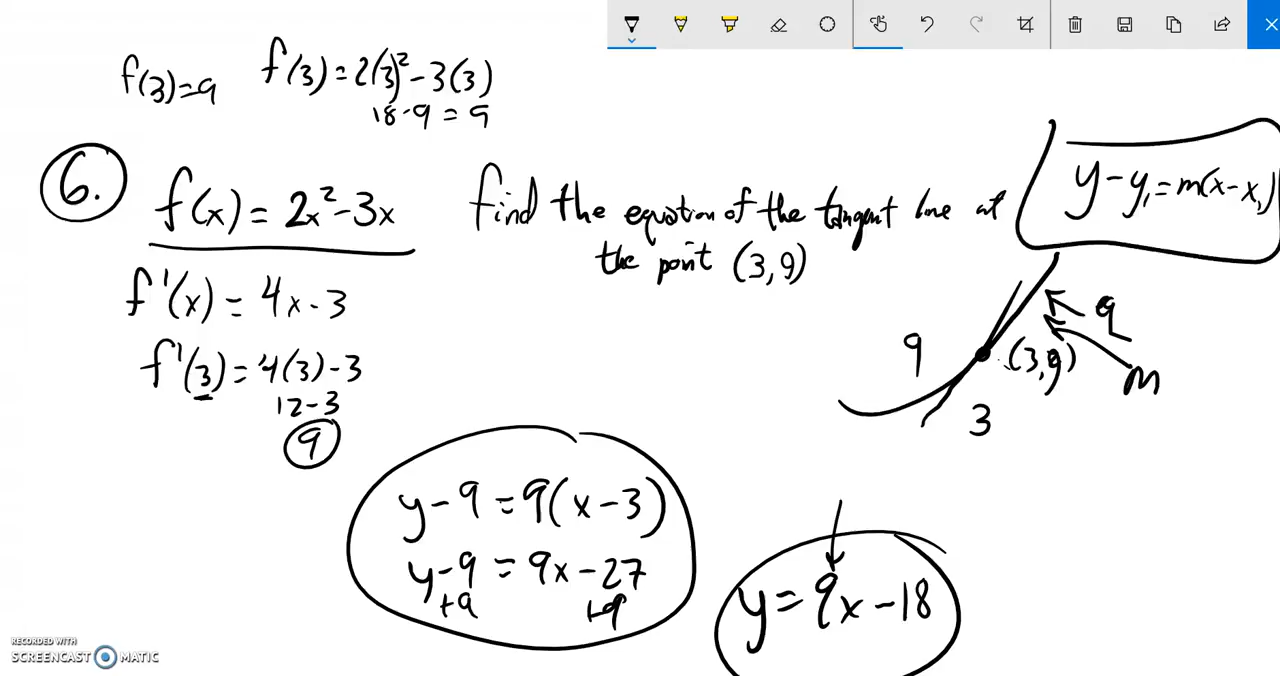 f(3)=9
f(3)=2(3)²-3(3)
18-9=9
6.
f(x)=2x²-3x
find the equation of the tangent line at
the point (3,9)
y-y₁=m(x-x₁)
f'(x)=4x-3
f'(3)=4(3)-3
12-3
9
9
(3,9)
9
m
3
y-9=9(x-3)
y-9=9x-27
+9 +9
y=9x-18
RECORDED WITH
SCREENCAST MATIC